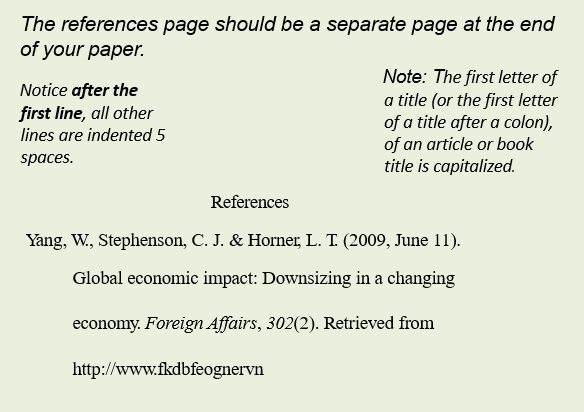 The references page should be a separate page at the end
of your paper.
Notice after the
first line, all other
lines are indented 5
spaces.
Note: The first letter of
a title (or the first letter
of a title after a colon),
of an article or book
title is capitalized.
References
Yang, W., Stephenson, C. J. & Horner, L. T. (2009, June 11).
Global economic impact: Downsizing in a changing
economy. Foreign Affairs, 302(2). Retrieved from
http://www.fkdbfeognervn